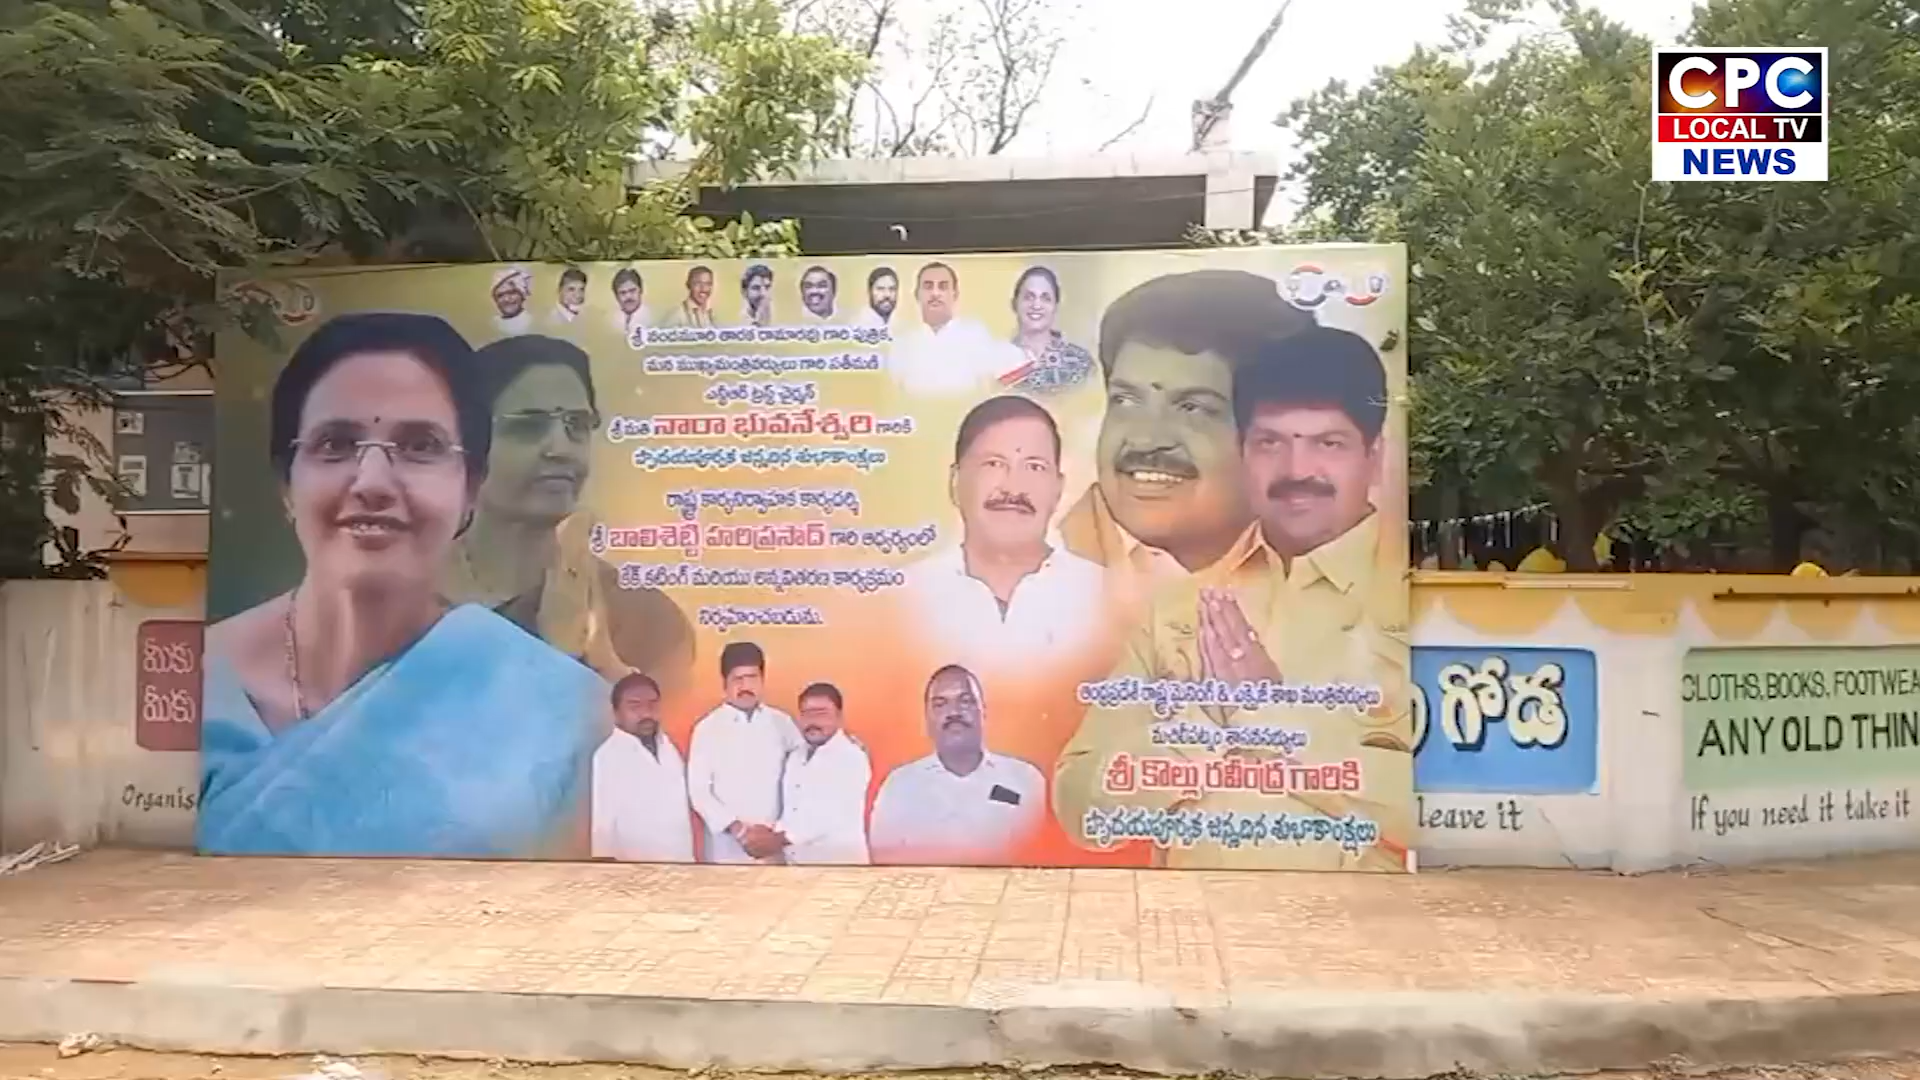 CPC
LOCAL TV
NEWS
శ్రీ నందమూరి తారక రామారావు గారి పుత్రిక,
మన ముఖ్యమంత్రివర్యులు గారి సతీమణి
ఎన్టీఆర్ ట్రస్ట్ చైర్మన్
శ్రీమతి నారా భువనేశ్వరి గారికి
హృదయపూర్వక జన్మదిన శుభాకాంక్షలు
రాష్ట్ర కార్యనిర్వాహక కార్యదర్శి
శ్రీ బాలిశెట్టి హరిప్రసాద్ గారి ఆధ్వర్యంలో
కేక్ కటింగ్ మరియు అన్నవితరణ కార్యక్రమం
నిర్వహించబడును.
ఆంధ్రప్రదేశ్ రాష్ట్ర మైనింగ్ & ఎక్సైజ్ శాఖ మంత్రివర్యులు
మచిలీపట్నం శాసనసభ్యులు
శ్రీ కొల్లు రవీంద్ర గారికి
హృదయపూర్వక జన్మదిన శుభాకాంక్షలు
మీకు
మీకు
Organis
గోడ
leave it
CLOTHS, BOOKS, FOOTWEA
ANY OLD THIN
If you need it take it